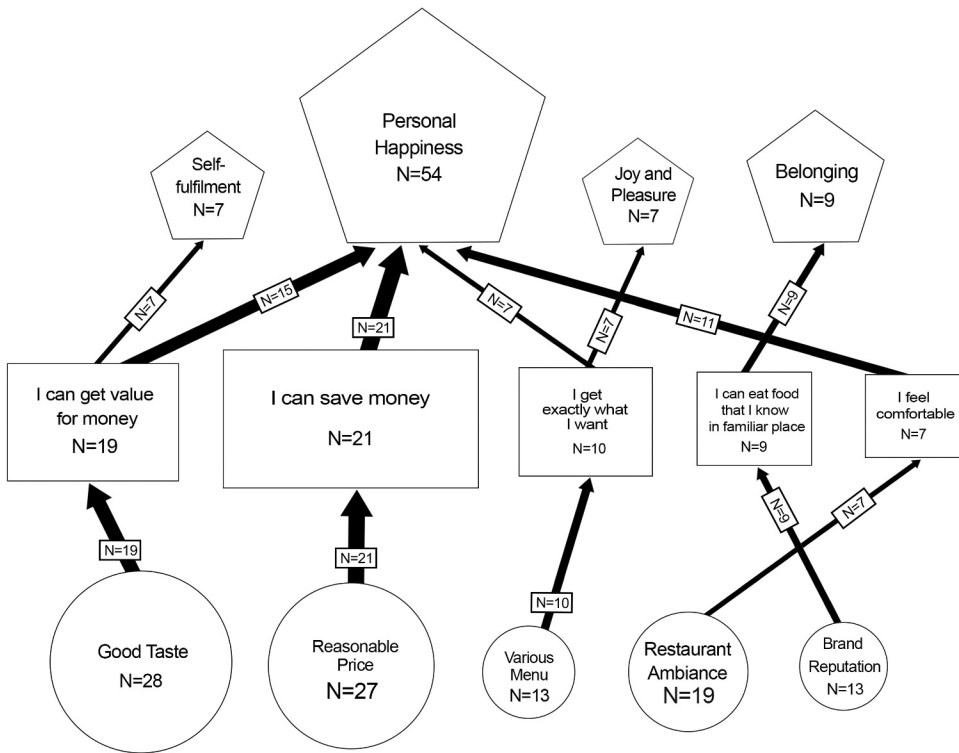 Personal
Happiness
N=54
Self-
fulfilment
N=7
Joy and
Pleasure
N=7
Belonging
N=9
N=7
N=15
N=21
N=7
N=7
N=11
N=9
I can get value
for money
N=19
I can save money
N=21
I get
exactly what
I want
N=10
I can eat food
that I know
in familiar place
N=9
I feel
comfortable
N=7
N=19
N=21
N=10
N=9
N=7
Good Taste
N=28
Reasonable
Price
N=27
Various
Menu
N=13
Restaurant
Ambiance
N=19
Brand
Reputation
N=13